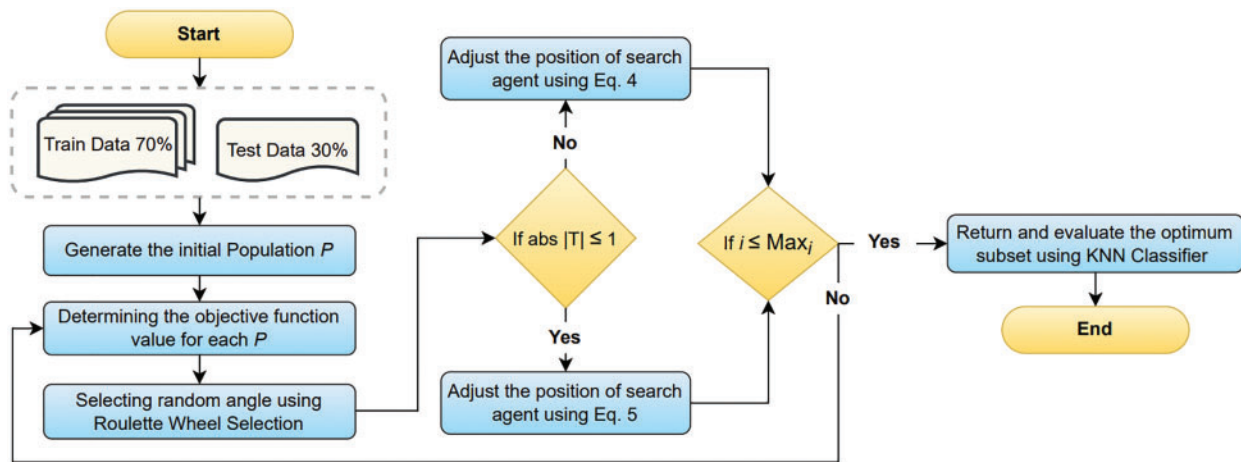 Start
Train Data 70%
Test Data 30%
Generate the initial Population P
Determining the objective function
value for each P
Selecting random angle using
Roulette Wheel Selection
Adjust the position of search
agent using Eq. 4
No
If abs |T| ≤ 1
Yes
Adjust the position of search
agent using Eq. 5
If i ≤ Maxᵢ
Yes
No
Return and evaluate the optimum
subset using KNN Classifier
End